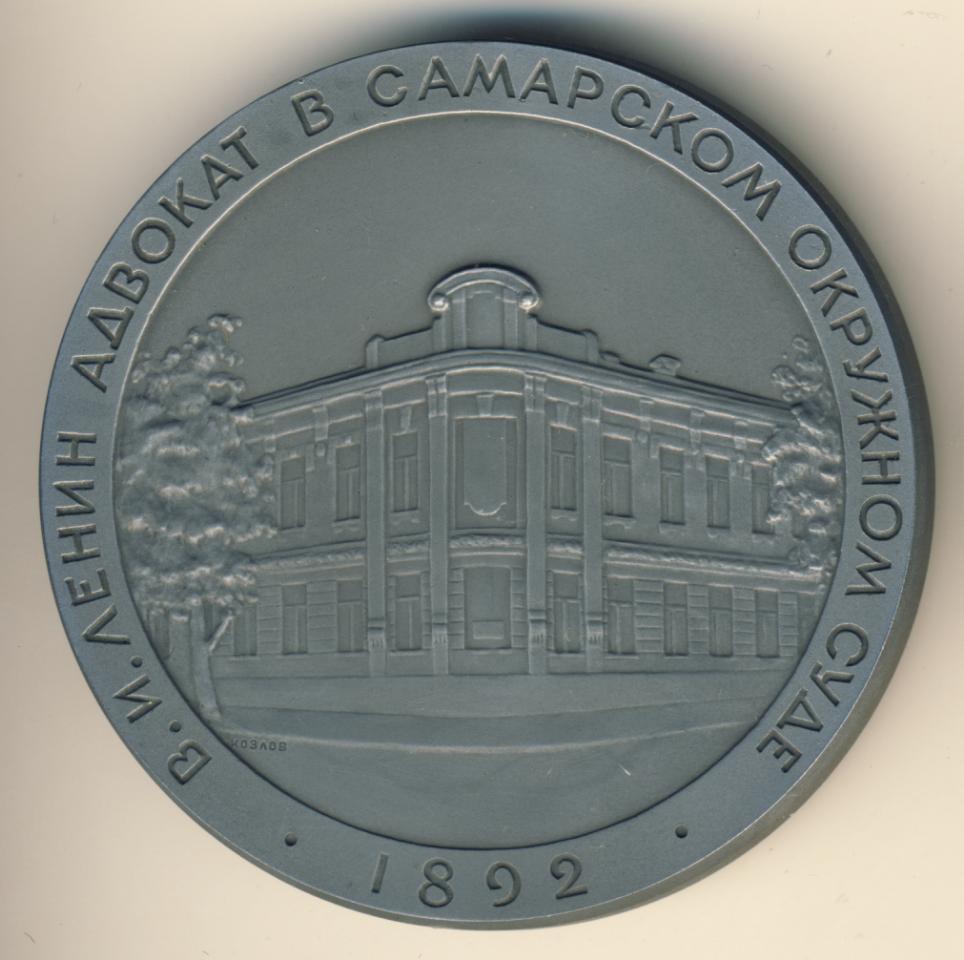 В. И. ЛЕНИН АДВОКАТ В САМАРСКОМ ОКРУЖНОМ СУДЕ
· 1892 ·
КОЗЛОВ